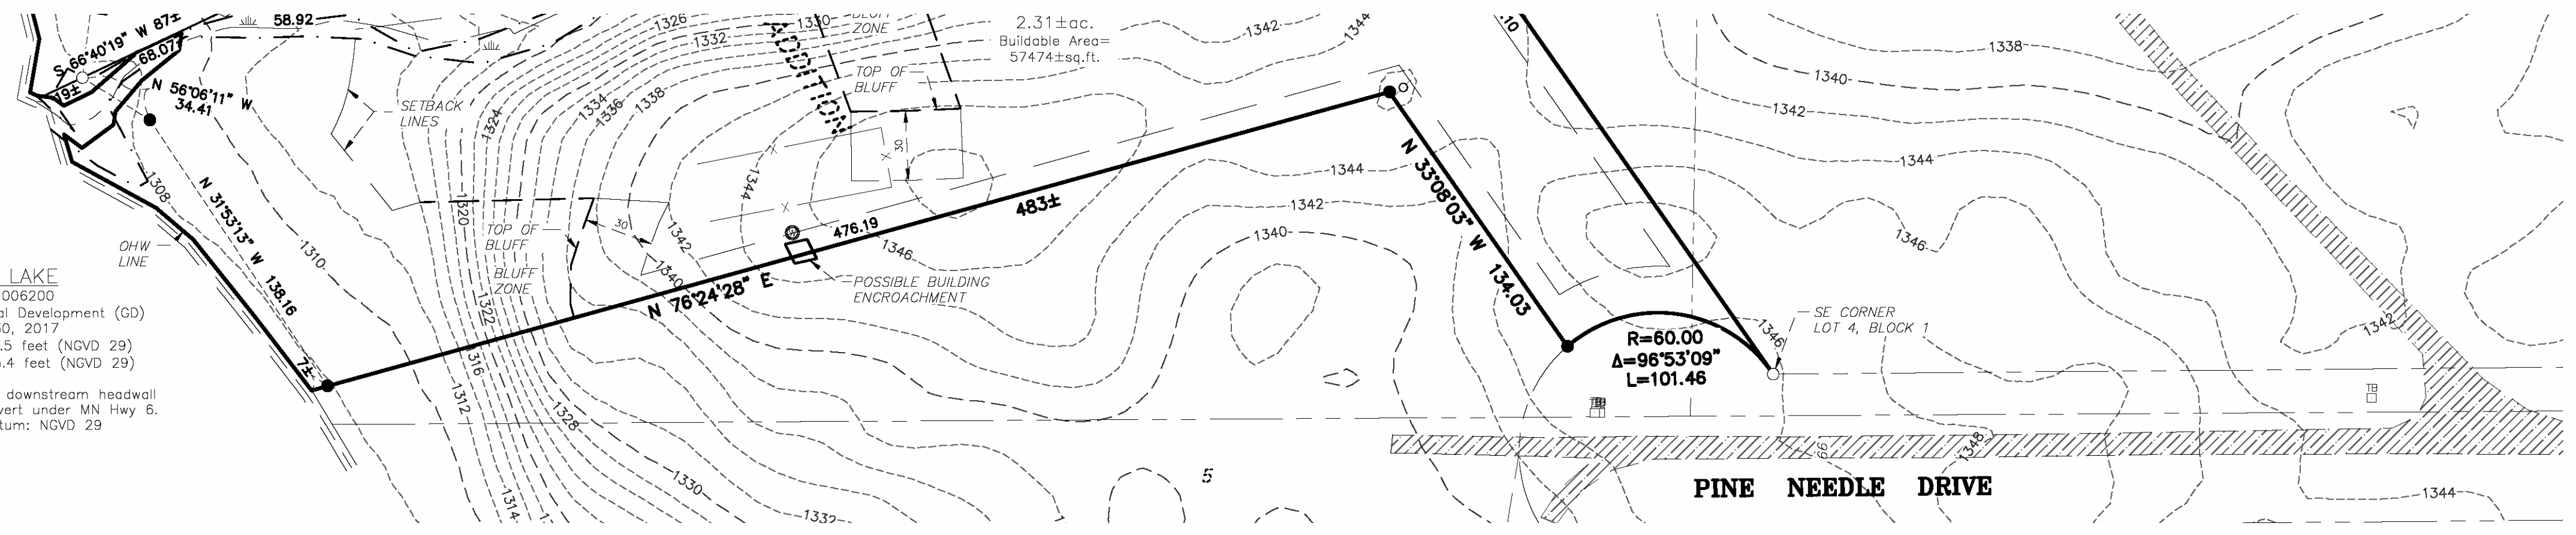 S 66°40'19" W 87±
68.07
19±
58.92
N 56°06'11" W
34.41
SETBACK
LINES
1308
N 31°53'13" W 138.16
1310
OHW
LINE
7±
LAKE
006200
al Development (GD)
2017
.5 feet (NGVD 29)
.4 feet (NGVD 29)
downstream headwall
vert under MN Hwy 6.
tum: NGVD 29
1326
1332
1330
1324
1334
1336
1338
1320
TOP OF
BLUFF
BLUFF
ZONE
30
1342
1340
1322
1316
1312
1314
1328
1330
1332
ADDITION
BLUFF
ZONE
TOP OF
BLUFF
30
1344
476.19
483±
1346
N 76°24'28" E
POSSIBLE BUILDING
ENCROACHMENT
2.31±ac.
Buildable Area=
57474±sq.ft.
1342
1344
1344
1342
1340
N 33°08'03" W 134.03
.10
R=60.00
Δ=96°53'09"
L=101.46
1346
SE CORNER
LOT 4, BLOCK 1
1338
1340
1342
1344
1346
1342
TB
66
1348
1344
5
PINE NEEDLE DRIVE